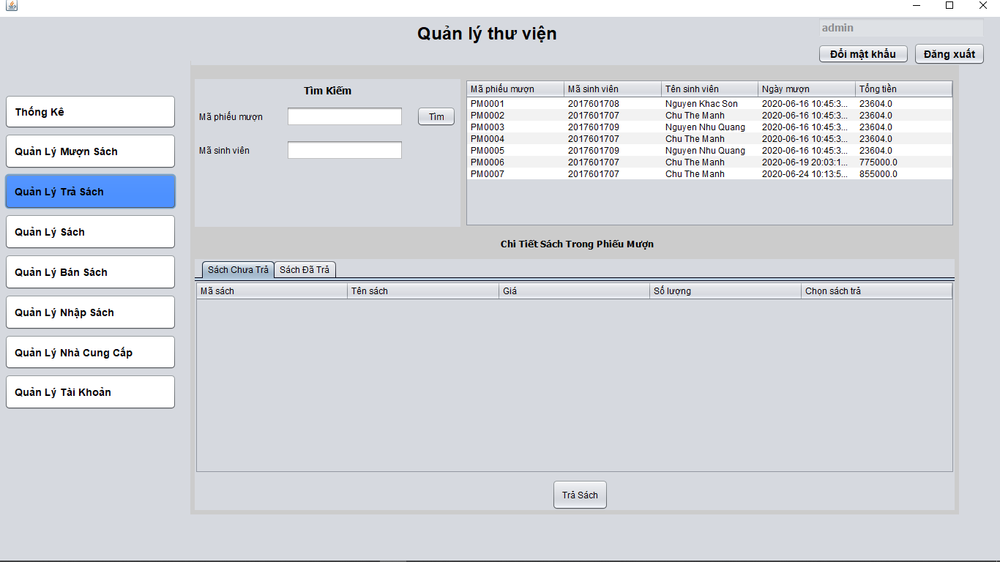 Quản lý thư viện
admin
Đổi mật khẩu Đăng xuất
Thống Kê
Quản Lý Mượn Sách
Quản Lý Trả Sách
Quản Lý Sách
Quản Lý Bán Sách
Quản Lý Nhập Sách
Quản Lý Nhà Cung Cấp
Quản Lý Tài Khoản
Tìm Kiếm
Mã phiếu mượn Tìm
Mã sinh viên
Mã phiếu mượn Mã sinh viên Tên sinh viên Ngày mượn Tổng tiền
PM0001 2017601708 Nguyen Khac Son 2020-06-16 10:45:3... 23604.0
PM0002 2017601707 Chu The Manh 2020-06-16 10:45:3... 23604.0
PM0003 2017601709 Nguyen Nhu Quang 2020-06-16 10:45:3... 23604.0
PM0004 2017601707 Chu The Manh 2020-06-16 10:45:3... 23604.0
PM0005 2017601709 Nguyen Nhu Quang 2020-06-16 10:45:3... 23604.0
PM0006 2017601707 Chu The Manh 2020-06-19 20:03:1... 775000.0
PM0007 2017601707 Chu The Manh 2020-06-24 10:13:5... 855000.0
Chi Tiết Sách Trong Phiếu Mượn
Sách Chưa Trả Sách Đã Trả
Mã sách Tên sách Giá Số lượng Chọn sách trả
Trả Sách